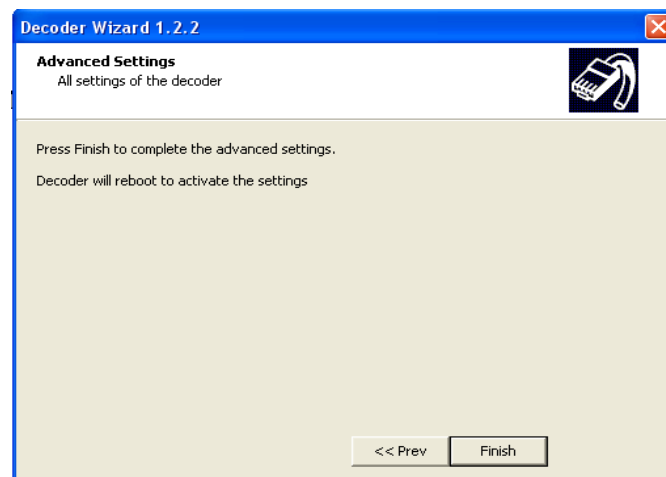 Decoder Wizard 1.2.2
Advanced Settings
All settings of the decoder
Press Finish to complete the advanced settings.
Decoder will reboot to activate the settings
<< Prev
Finish